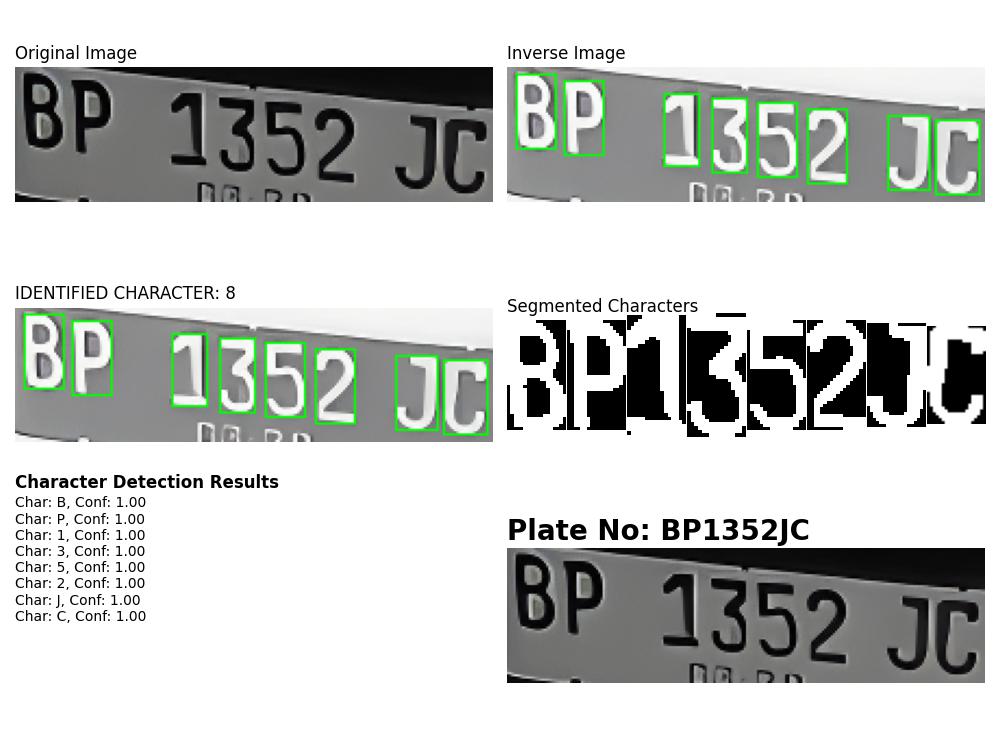 Original Image
BP 1352 JC
Inverse Image
BP 1352 JC
IDENTIFIED CHARACTER: 8
BP 1352 JC
Segmented Characters
BP1352JC
Character Detection Results
Char: B, Conf: 1.00
Char: P, Conf: 1.00
Char: 1, Conf: 1.00
Char: 3, Conf: 1.00
Char: 5, Conf: 1.00
Char: 2, Conf: 1.00
Char: J, Conf: 1.00
Char: C, Conf: 1.00
Plate No: BP1352JC
BP 1352 JC